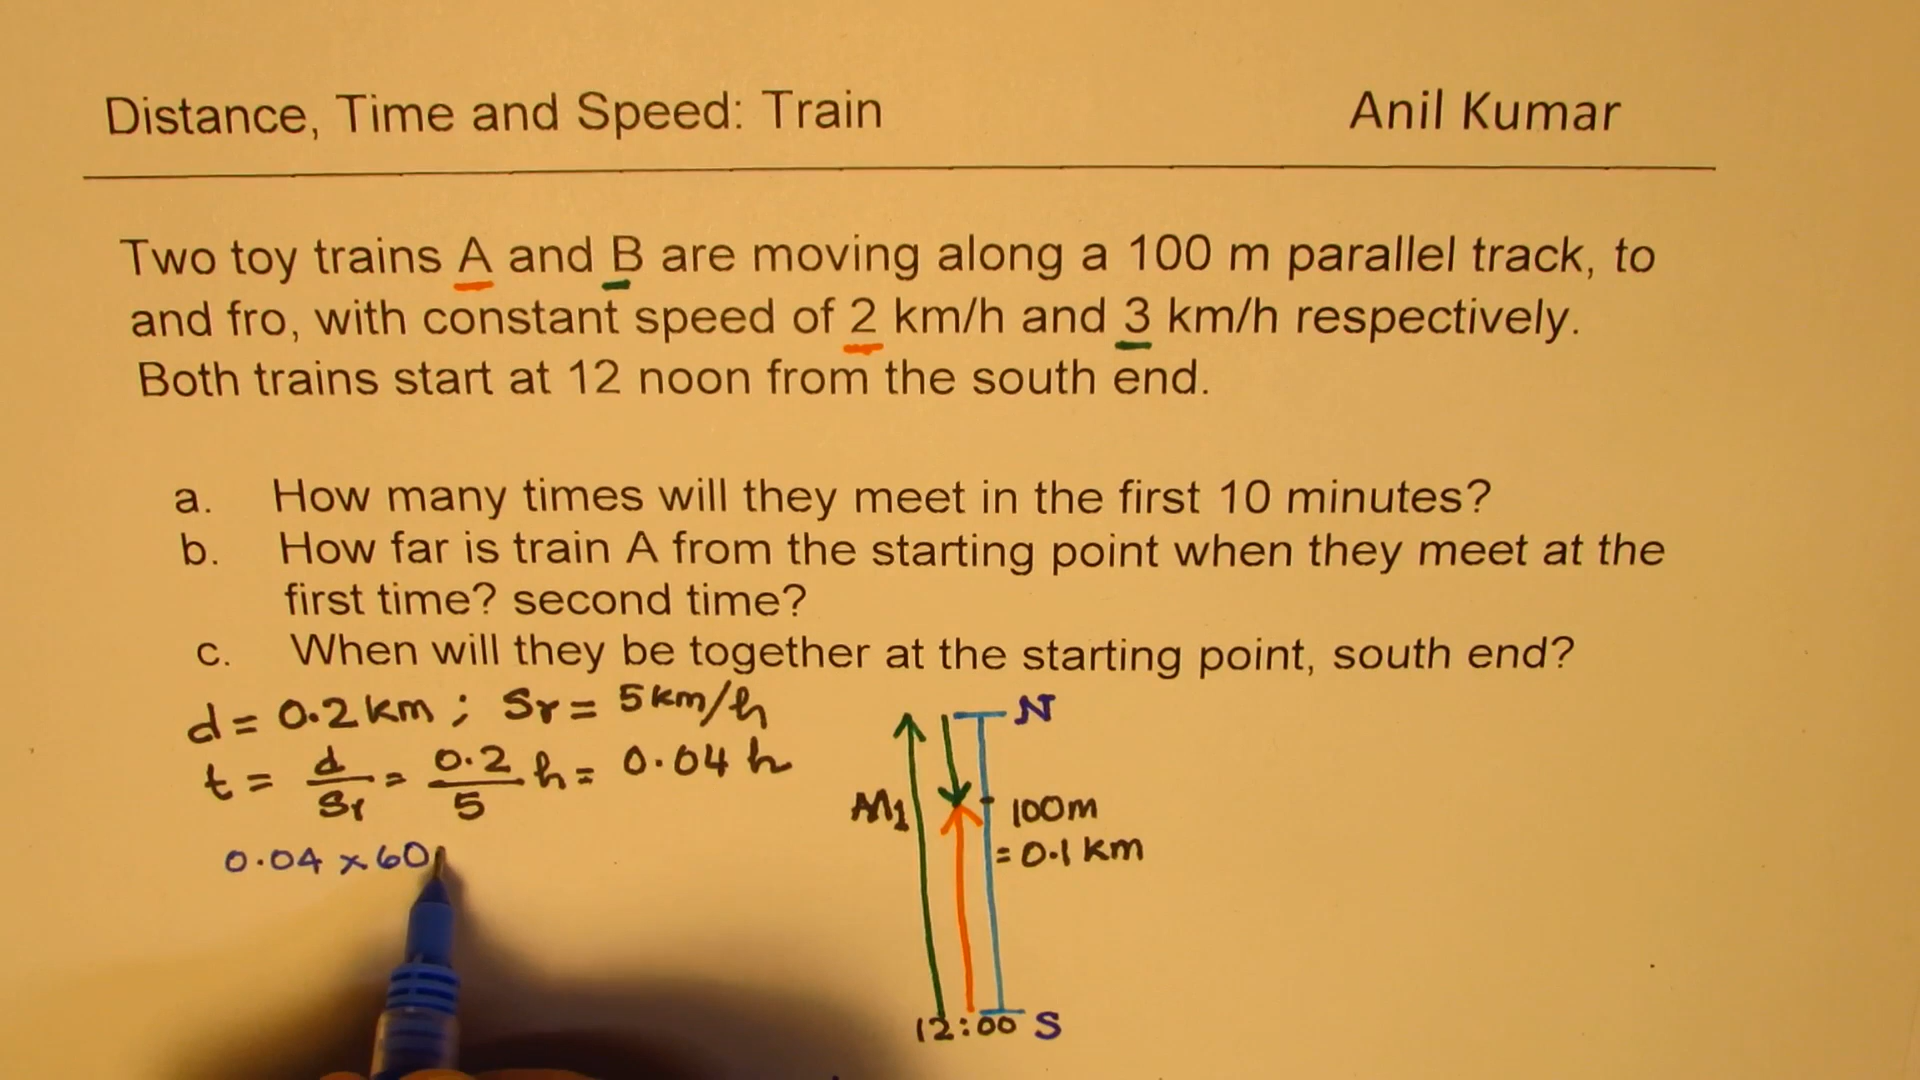 Distance, Time and Speed: Train
Anil Kumar
Two toy trains A and B are moving along a 100 m parallel track, to
and fro, with constant speed of 2 km/h and 3 km/h respectively.
Both trains start at 12 noon from the south end.
a. How many times will they meet in the first 10 minutes?
b. How far is train A from the starting point when they meet at the
first time? second time?
c. When will they be together at the starting point, south end?
d = 0.2 km ; Sr = 5 km/h
t = d/Sr = 0.2/5 h = 0.04 h
0.04 x 60
N
M1
100m
= 0.1 km
12:00 S